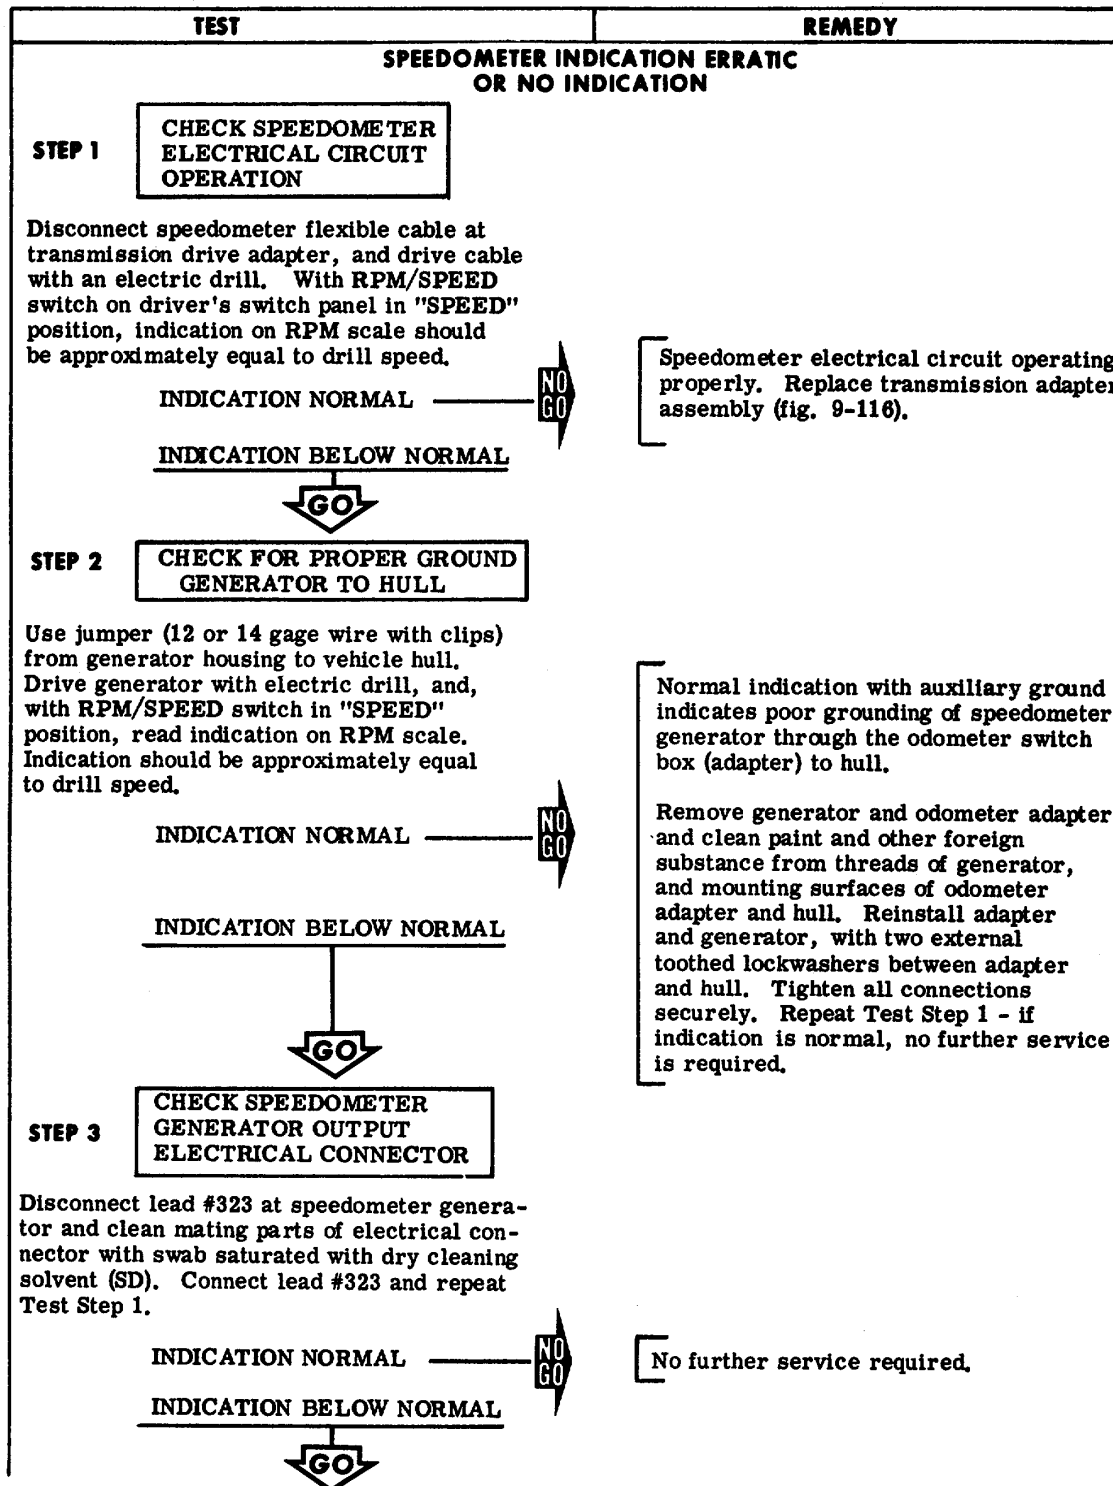 TEST
REMEDY
SPEEDOMETER INDICATION ERRATIC
OR NO INDICATION
STEP 1
CHECK SPEEDOMETER
ELECTRICAL CIRCUIT
OPERATION
Disconnect speedometer flexible cable at
transmission drive adapter, and drive cable
with an electric drill. With RPM/SPEED
switch on driver's switch panel in "SPEED"
position, indication on RPM scale should
be approximately equal to drill speed.
INDICATION NORMAL
NO
GO
Speedometer electrical circuit operating
properly. Replace transmission adapter
assembly (fig. 9-116).
INDICATION BELOW NORMAL
GO
STEP 2
CHECK FOR PROPER GROUND
GENERATOR TO HULL
Use jumper (12 or 14 gage wire with clips)
from generator housing to vehicle hull.
Drive generator with electric drill, and,
with RPM/SPEED switch in "SPEED"
position, read indication on RPM scale.
Indication should be approximately equal
to drill speed.
INDICATION NORMAL
NO
GO
Normal indication with auxiliary ground
indicates poor grounding of speedometer
generator through the odometer switch
box (adapter) to hull.
Remove generator and odometer adapter
and clean paint and other foreign
substance from threads of generator,
and mounting surfaces of odometer
adapter and hull. Reinstall adapter
and generator, with two external
toothed lockwashers between adapter
and hull. Tighten all connections
securely. Repeat Test Step 1 - if
indication is normal, no further service
is required.
INDICATION BELOW NORMAL
GO
STEP 3
CHECK SPEEDOMETER
GENERATOR OUTPUT
ELECTRICAL CONNECTOR
Disconnect lead #323 at speedometer genera-
tor and clean mating parts of electrical con-
nector with swab saturated with dry cleaning
solvent (SD). Connect lead #323 and repeat
Test Step 1.
INDICATION NORMAL
NO
GO
No further service required.
INDICATION BELOW NORMAL
GO